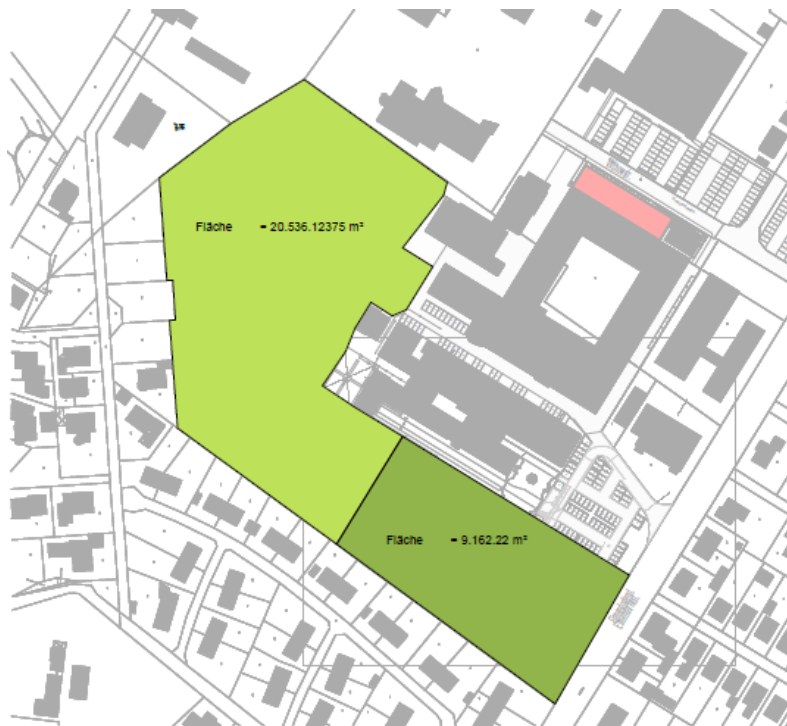 Fläche = 20.536.12375 m²
Fläche = 9.162.22 m²